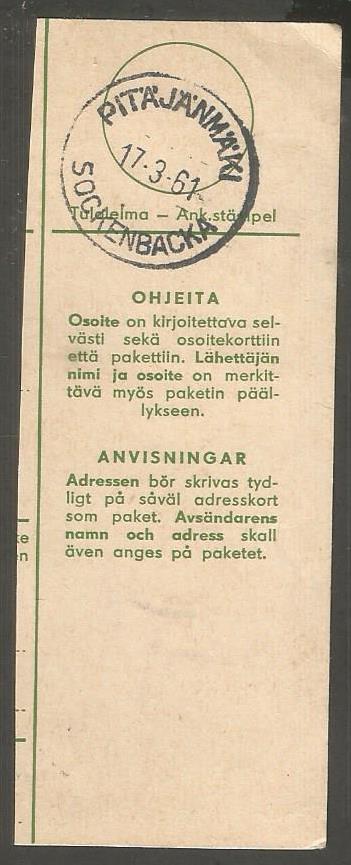 PITÄJÄNMÄKI
17-3-61
SOCKENBACKA
Tuloleima — Ank.stämpel
OHJEITA
Osoite on kirjoitettava sel-
västi sekä osoitekorttiin
että pakettiin. Lähettäjän
nimi ja osoite on merkit-
tävä myös paketin pääl-
lykseen.
ANVISNINGAR
Adressen bör skrivas tyd-
ligt på såväl adresskort
som paket. Avsändarens
namn och adress skall
även anges på paketet.